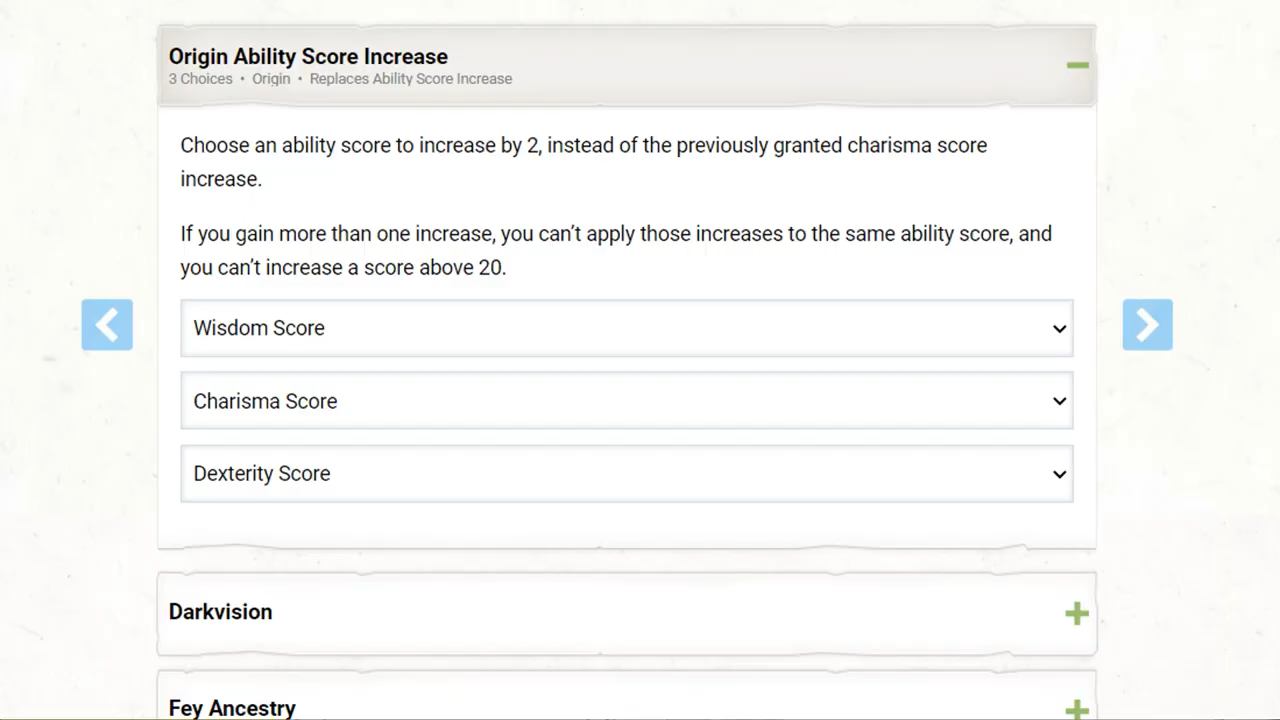 Origin Ability Score Increase
3 Choices • Origin • Replaces Ability Score Increase
Choose an ability score to increase by 2, instead of the previously granted charisma score
increase.
If you gain more than one increase, you can’t apply those increases to the same ability score, and
you can’t increase a score above 20.
Wisdom Score
Charisma Score
Dexterity Score
Darkvision
Fey Ancestry